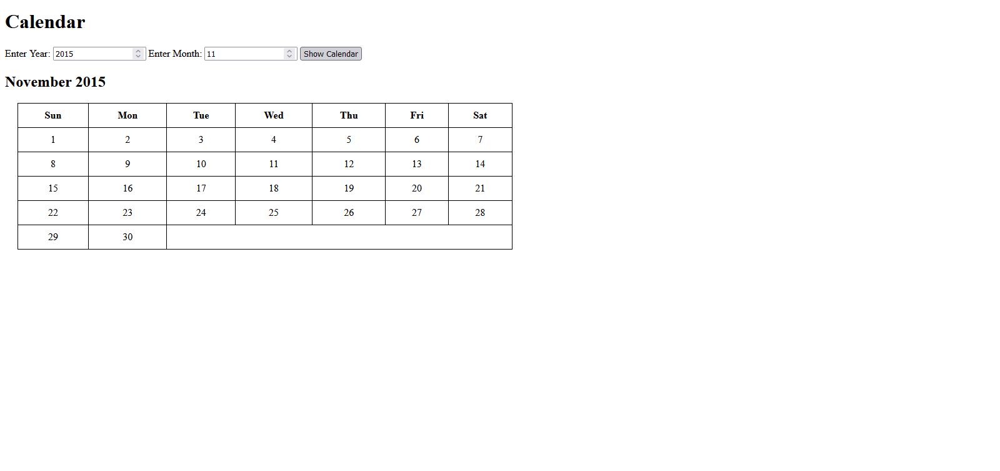 Calendar
Enter Year: 2015 Enter Month: 11 Show Calendar
November 2015
Sun Mon Tue Wed Thu Fri Sat
1 2 3 4 5 6 7
8 9 10 11 12 13 14
15 16 17 18 19 20 21
22 23 24 25 26 27 28
29 30